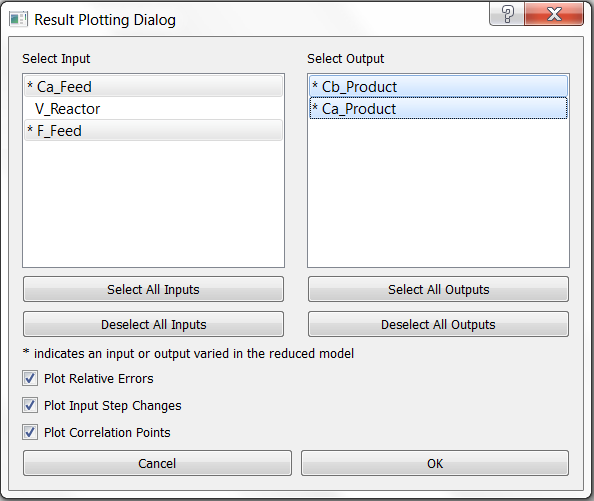 Result Plotting Dialog
Select Input
* Ca_Feed
V_Reactor
* F_Feed
Select All Inputs
Deselect All Inputs
Select Output
* Cb_Product
* Ca_Product
Select All Outputs
Deselect All Outputs
* indicates an input or output varied in the reduced model
Plot Relative Errors
Plot Input Step Changes
Plot Correlation Points
Cancel
OK